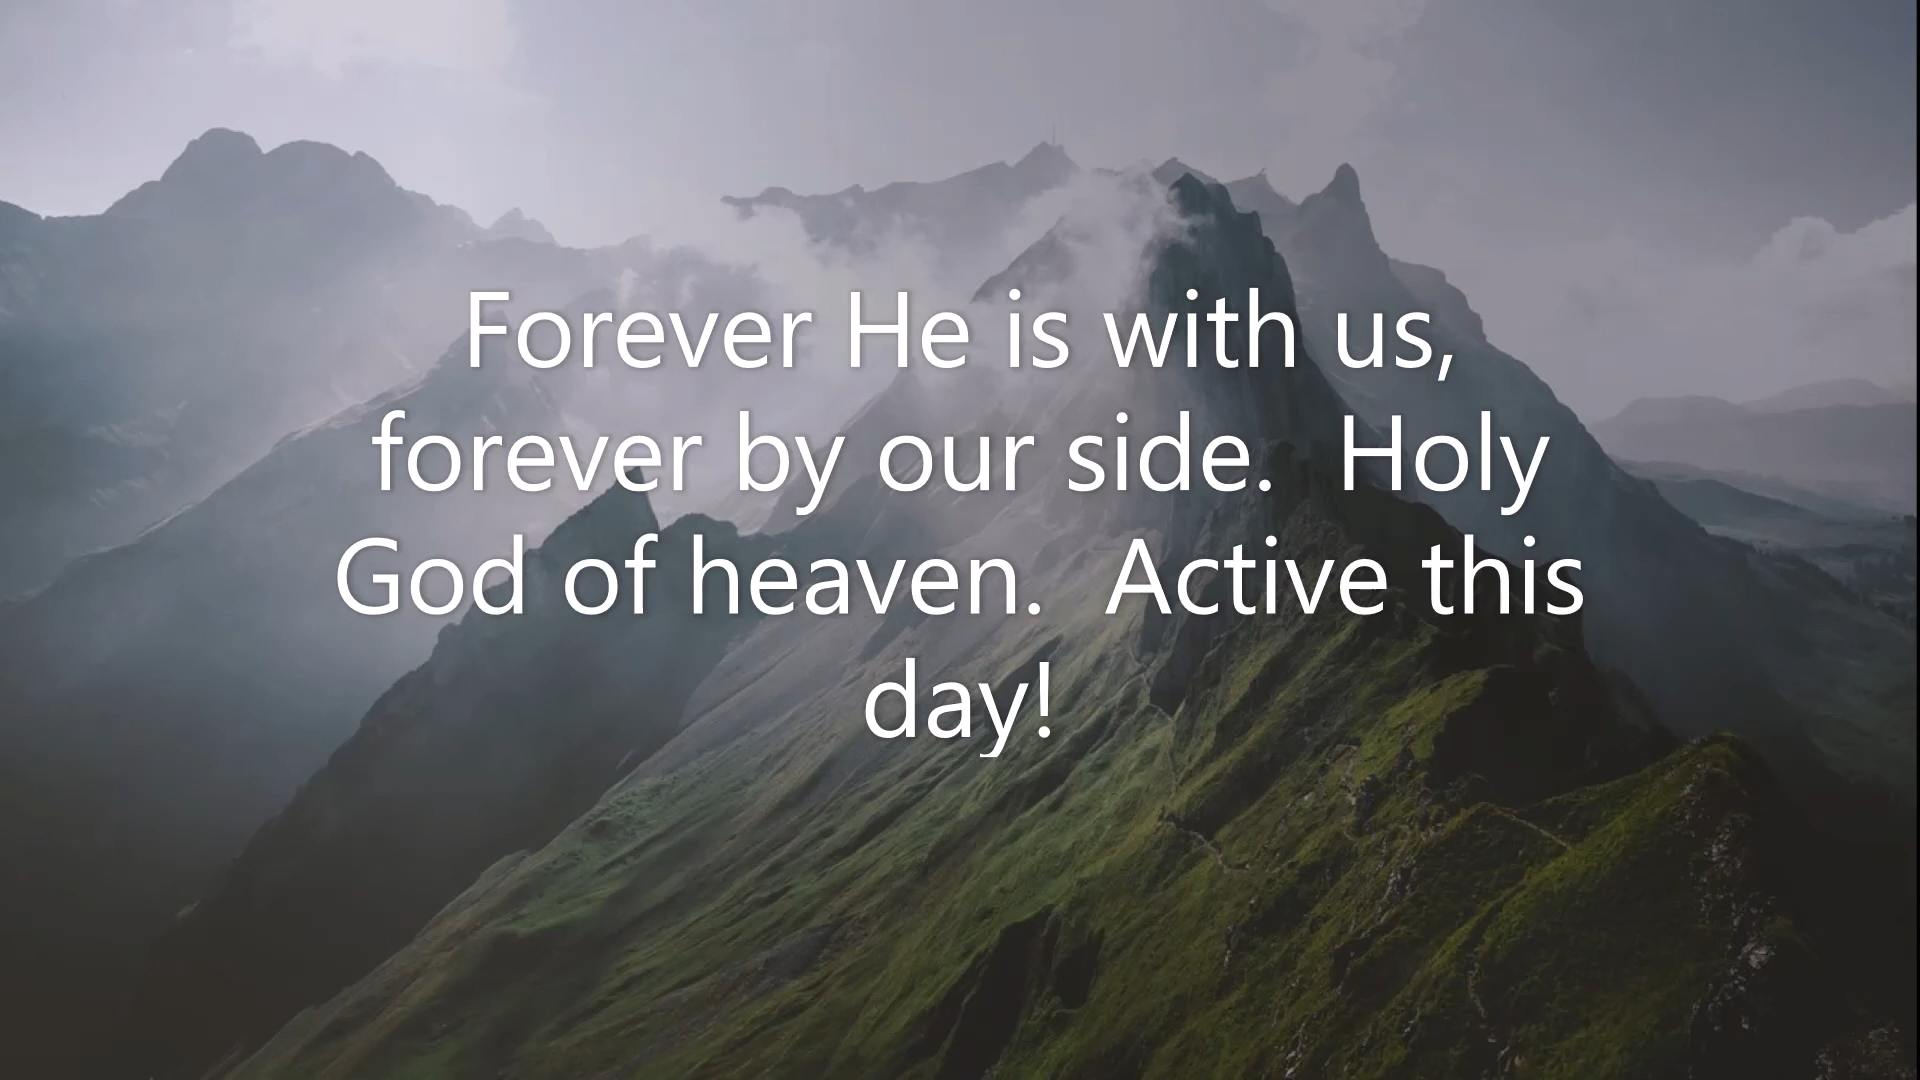 Forever He is with us,
forever by our side.  Holy
God of heaven.  Active this
day!